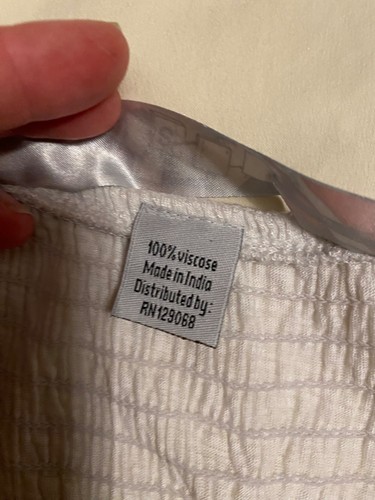 100% viscose
Made in India
Distributed by:
RN129068